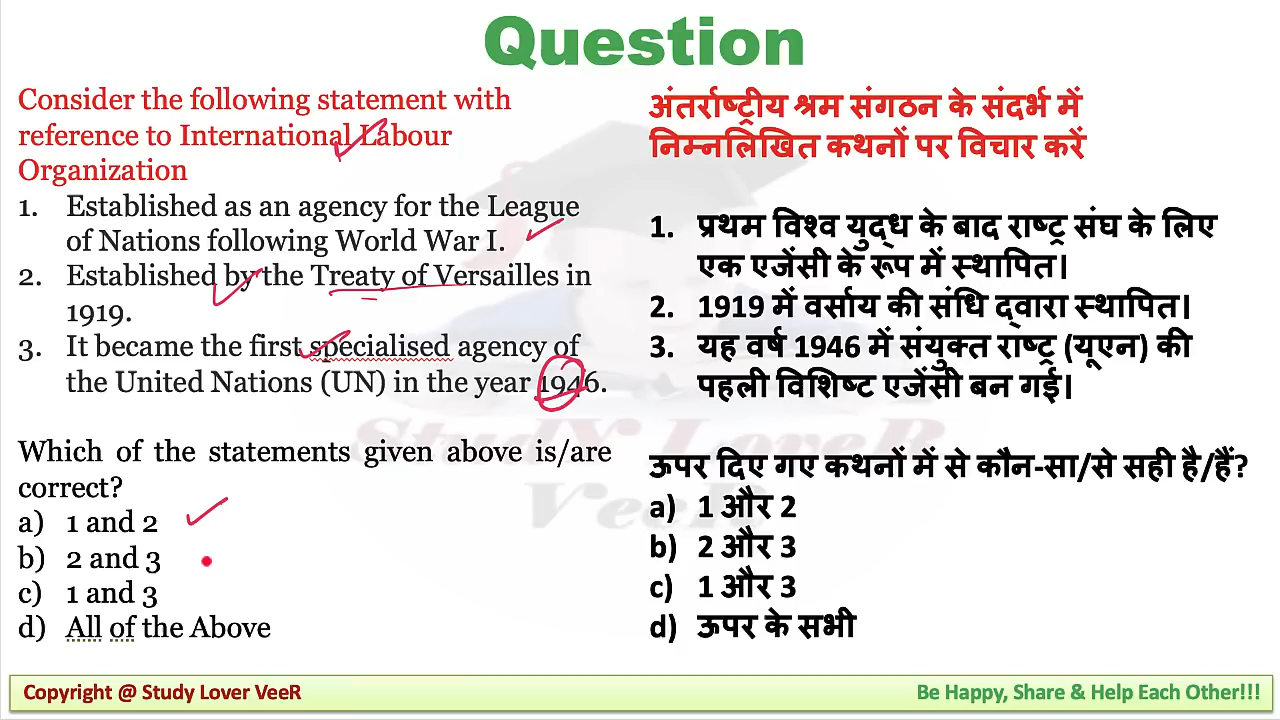 Question
Consider the following statement with
reference to International Labour
Organization
1. Established as an agency for the League
of Nations following World War I.
2. Established by the Treaty of Versailles in
1919.
3. It became the first specialised agency of
the United Nations (UN) in the year 1946.
Which of the statements given above is/are
correct?
a) 1 and 2
b) 2 and 3
c) 1 and 3
d) All of the Above
अंतर्राष्ट्रीय श्रम संगठन के संदर्भ में
निम्नलिखित कथनों पर विचार करें
1. प्रथम विश्व युद्ध के बाद राष्ट्र संघ के लिए
एक एजेंसी के रूप में स्थापित।
2. 1919 में वर्साय की संधि द्वारा स्थापित।
3. यह वर्ष 1946 में संयुक्त राष्ट्र (यूएन) की
पहली विशिष्ट एजेंसी बन गई।
ऊपर दिए गए कथनों में से कौन-सा/से सही है/हैं?
a) 1 और 2
b) 2 और 3
c) 1 और 3
d) ऊपर के सभी
StudY LoveR
VeeR
Copyright @ Study Lover VeeR
Be Happy, Share & Help Each Other!!!